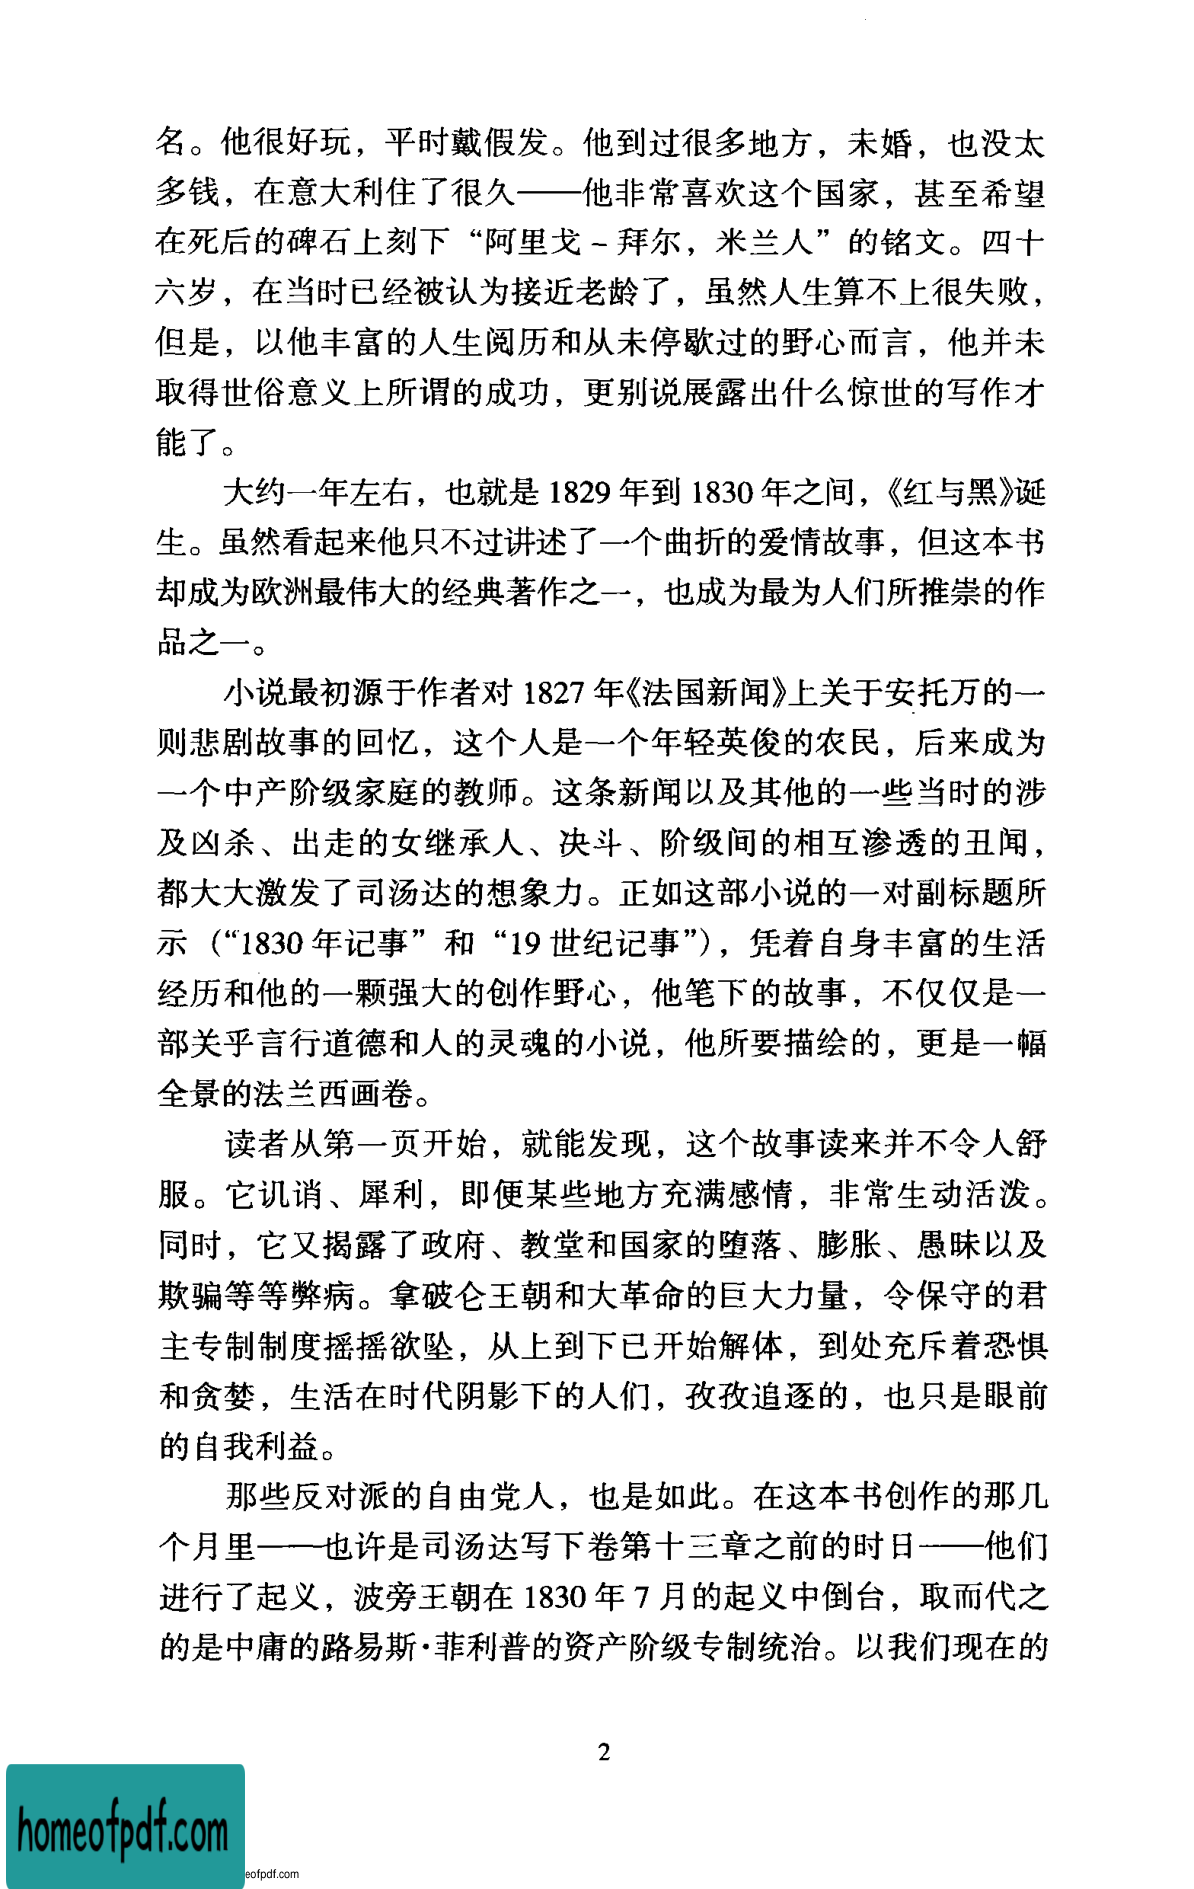 名。他很好玩，平时戴假发。他到过很多地方，未婚，也没太
多钱，在意大利住了很久——他非常喜欢这个国家，甚至希望
在死后的碑石上刻下“阿里戈～拜尔，米兰人”的铭文。四十
六岁，在当时已经被认为接近老龄了，虽然人生算不上很失败，
但是，以他丰富的人生阅历和从未停歇过的野心而言，他并未
取得世俗意义上所谓的成功，更别说展露出什么惊世的写作才
能了。
大约一年左右，也就是 1829 年到 1830 年之间，《红与黑》诞
生。虽然看起来他只不过讲述了一个曲折的爱情故事，但这本书
却成为欧洲最伟大的经典著作之一，也成为最为人们所推崇的作
品之一。
小说最初源于作者对 1827 年《法国新闻》上关于安托万的一
则悲剧故事的回忆，这个人是一个年轻英俊的农民，后来成为
一个中产阶级家庭的教师。这条新闻以及其他的一些当时的涉
及凶杀、出走的女继承人、决斗、阶级间的相互渗透的丑闻，
都大大激发了司汤达的想象力。正如这部小说的一对副标题所
示（“1830 年记事”和“19 世纪记事”），凭着自身丰富的生活
经历和他的一颗强大的创作野心，他笔下的故事，不仅仅是一
部关乎言行道德和人的灵魂的小说，他所要描绘的，更是一幅
全景的法兰西画卷。
读者从第一页开始，就能发现，这个故事读来并不令人舒
服。它讥诮、犀利，即便某些地方充满感情，非常生动活泼。
同时，它又揭露了政府、教堂和国家的堕落、膨胀、愚昧以及
欺骗等等弊病。拿破仑王朝和大革命的巨大力量，令保守的君
主专制制度摇摇欲坠，从上到下已开始解体，到处充斥着恐惧
和贪婪，生活在时代阴影下的人们，孜孜追逐的，也只是眼前
的自我利益。
那些反对派的自由党人，也是如此。在这本书创作的那几
个月里——也许是司汤达写下卷第十三章之前的时日——他们
进行了起义，波旁王朝在 1830 年 7 月的起义中倒台，取而代之
的是中庸的路易斯·菲利普的资产阶级专制统治。以我们现在的
2
homeofpdf.com
eofpdf.com